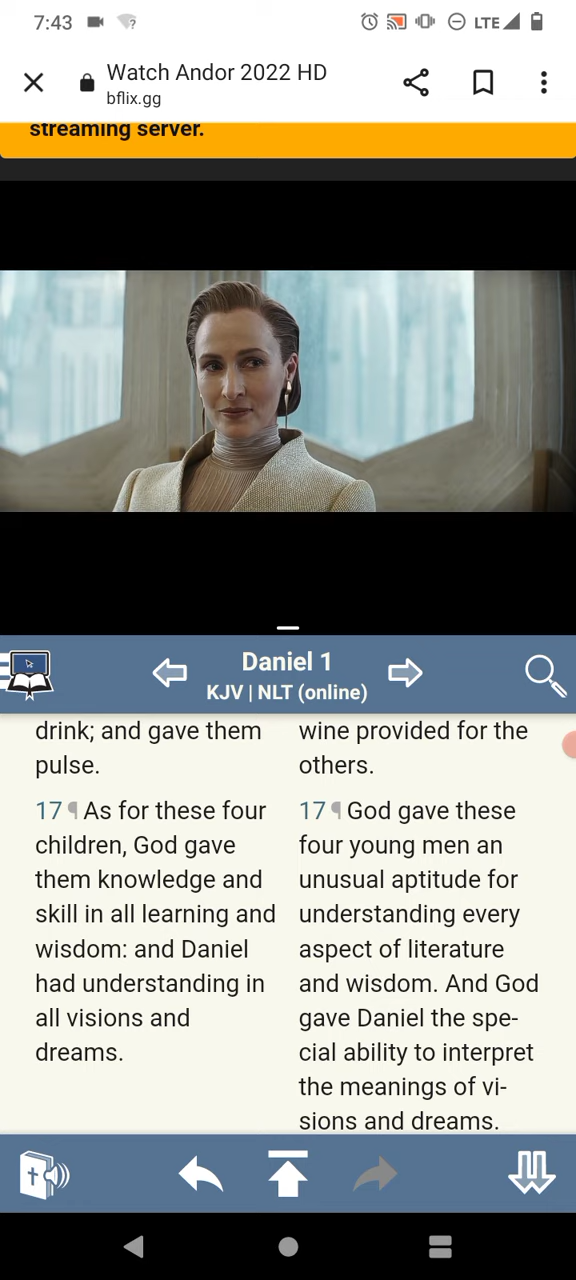 7:43
LTE
Watch Andor 2022 HD
bflix.gg
streaming server.
Daniel 1
KJV | NLT (online)
drink; and gave them
pulse.
17 ¶ As for these four
children, God gave
them knowledge and
skill in all learning and
wisdom: and Daniel
had understanding in
all visions and
dreams.
wine provided for the
others.
17 ¶ God gave these
four young men an
unusual aptitude for
understanding every
aspect of literature
and wisdom. And God
gave Daniel the spe-
cial ability to interpret
the meanings of vi-
sions and dreams.